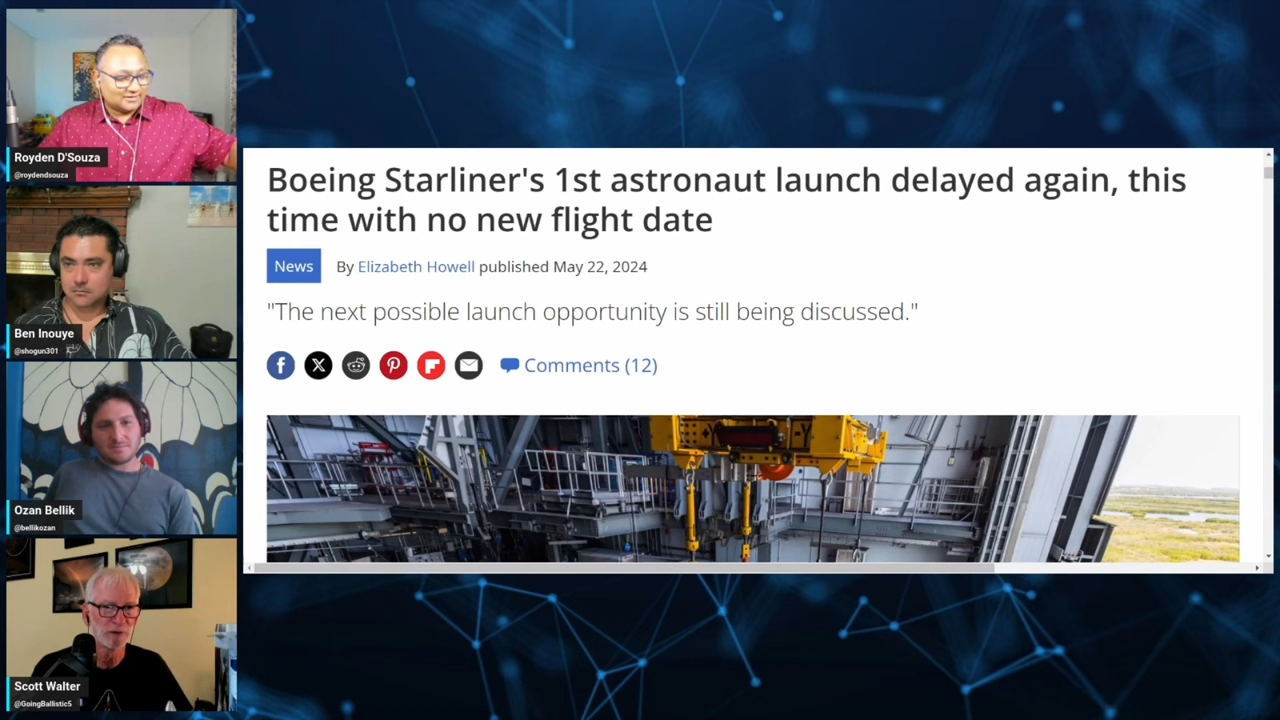 Royden D'Souza
@roydendsouza
Ben Inouye
@shogun301
Ozan Bellik
@bellikozan
Scott Walter
@GoingBallistic5
Boeing Starliner's 1st astronaut launch delayed again, this
time with no new flight date
News By Elizabeth Howell published May 22, 2024
"The next possible launch opportunity is still being discussed."
Comments (12)